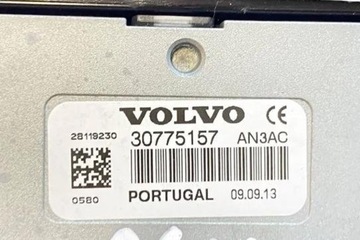 VOLVO CE
28119230 30775157 AN3AC
0580 PORTUGAL 09.09.13